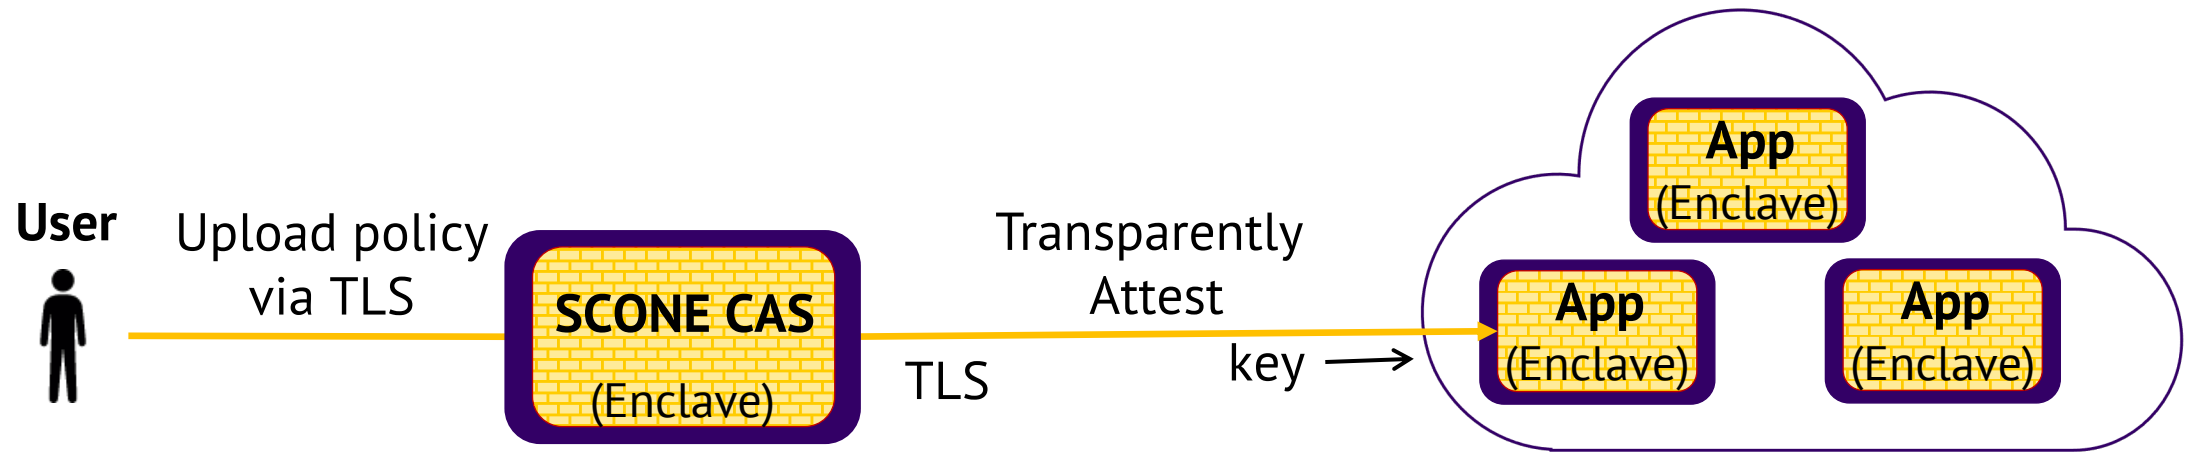 User
Upload policy
via TLS
SCONE CAS
(Enclave)
Transparently
Attest
TLS
key
App
(Enclave)
App
(Enclave)
App
(Enclave)